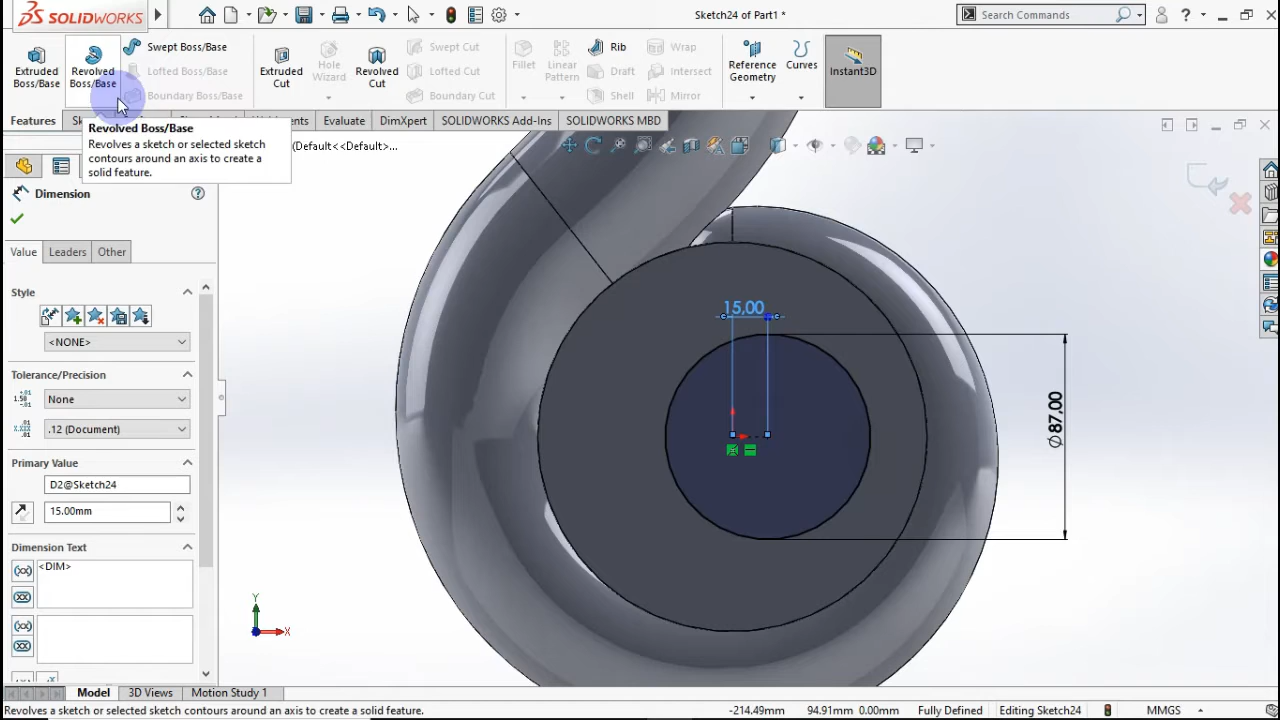 SOLIDWORKS
Sketch24 of Part1 *
Search Commands
?
Extruded
Boss/Base
Revolved
Boss/Base
Swept Boss/Base
Lofted Boss/Base
Boundary Boss/Base
Extruded
Cut
Hole
Wizard
Revolved
Cut
Swept Cut
Lofted Cut
Boundary Cut
Fillet
Linear
Pattern
Rib
Draft
Shell
Wrap
Intersect
Mirror
Reference
Geometry
Curves
Instant3D
Features
Evaluate
DimXpert
SOLIDWORKS Add-Ins
SOLIDWORKS MBD
Revolved Boss/Base
Revolves a sketch or selected sketch
contours around an axis to create a
solid feature.
(Default<<Default>...
Dimension
?
Value
Leaders
Other
Style
<NONE>
Tolerance/Precision
None
.12 (Document)
Primary Value
D2@Sketch24
15.00mm
Dimension Text
<DIM>
15,00
Ø87,00
Y
X
Model
3D Views
Motion Study 1
Revolves a sketch or selected sketch contours around an axis to create a solid feature.
-214.49mm
94.91mm 0.00mm
Fully Defined
Editing Sketch24
MMGS